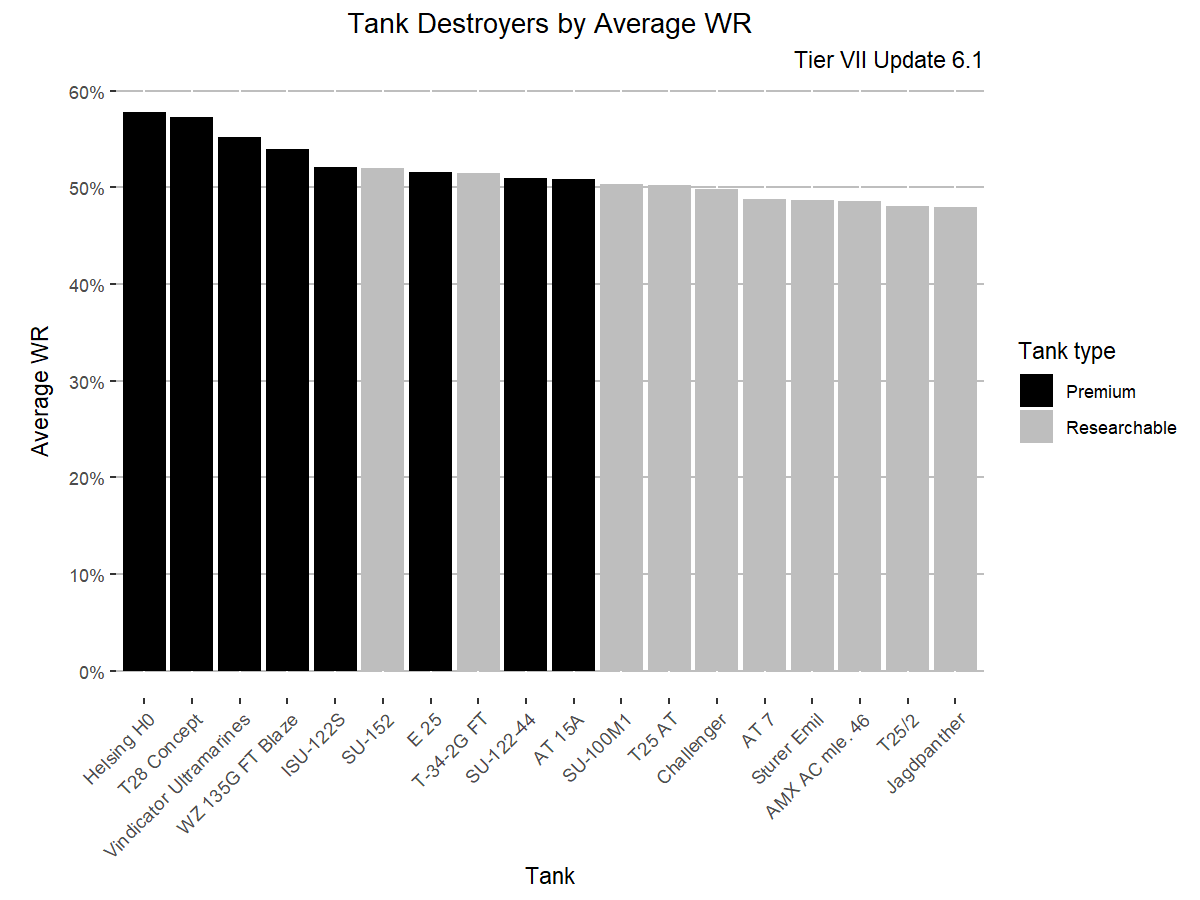 Tank Destroyers by Average WR
Tier VII Update 6.1
60%
50%
40%
30%
20%
10%
0%
Average WR
Helsing H0
T28 Concept
Vindicator Ultramarines
WZ 135G FT Blaze
ISU-122S
SU-152
E 25
T-34-2G FT
SU-122-44
AT 15A
SU-100M1
T25 AT
Challenger
AT 7
Sturer Emil
AMX AC mle. 46
T25/2
Jagdpanther
Tank
Tank type
Premium
Researchable